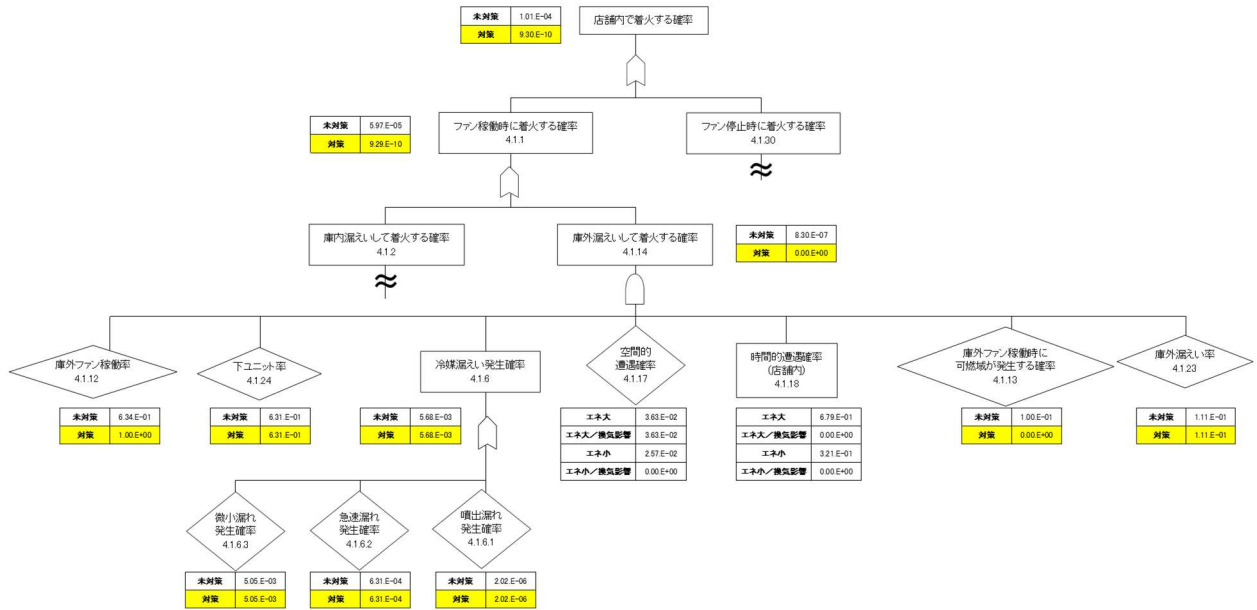 未対策 1.01.E-04
対策 9.30.E-10
店舗内で着火する確率
未対策 5.97.E-05
対策 9.29.E-10
ファン稼働時に着火する確率
4.1.1
ファン停止時に着火する確率
4.1.30
庫内漏えいして着火する確率
4.1.2
庫外漏えいして着火する確率
4.1.14
未対策 8.30.E-07
対策 0.00.E+00
庫外ファン稼働率
4.1.12
下ユニット率
4.1.24
冷媒漏えい発生確率
4.1.6
空間的
遭遇確率
4.1.17
時間的遭遇確率
(店舗内)
4.1.18
庫外ファン稼働時に
可燃域が発生する確率
4.1.13
庫外漏えい率
4.1.23
未対策 6.34.E-01
対策 1.00.E+00
未対策 6.31.E-01
対策 6.31.E-01
未対策 5.68.E-03
対策 5.68.E-03
エネ大 3.63.E-02
エネ大/換気影響 3.63.E-02
エネ小 2.57.E-02
エネ小/換気影響 0.00.E+00
エネ大 6.79.E-01
エネ大/換気影響 0.00.E+00
エネ小 3.21.E-01
エネ小/換気影響 0.00.E+00
未対策 1.00.E-01
対策 0.00.E+00
未対策 1.11.E-01
対策 1.11.E-01
微小漏れ
発生確率
4.1.6.3
急速漏れ
発生確率
4.1.6.2
噴出漏れ
発生確率
4.1.6.1
未対策 5.05.E-03
対策 5.05.E-03
未対策 6.31.E-04
対策 6.31.E-04
未対策 2.02.E-06
対策 2.02.E-06